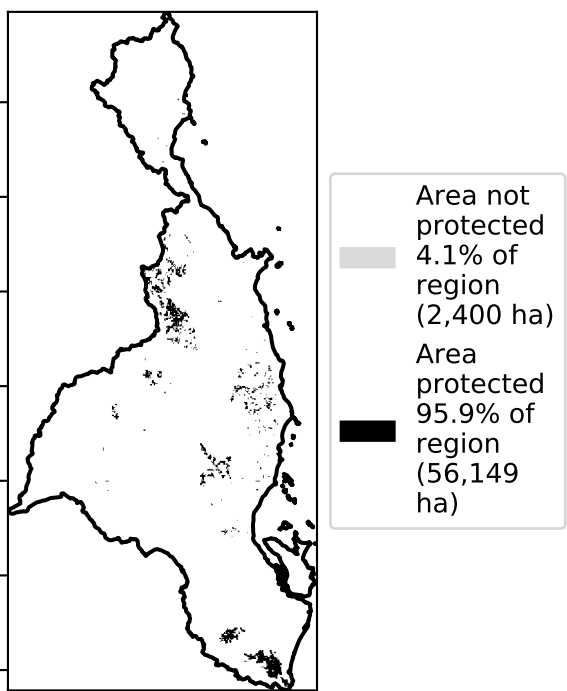 Area not
protected
4.1% of
region
(2,400 ha)
Area
protected
95.9% of
region
(56,149
ha)